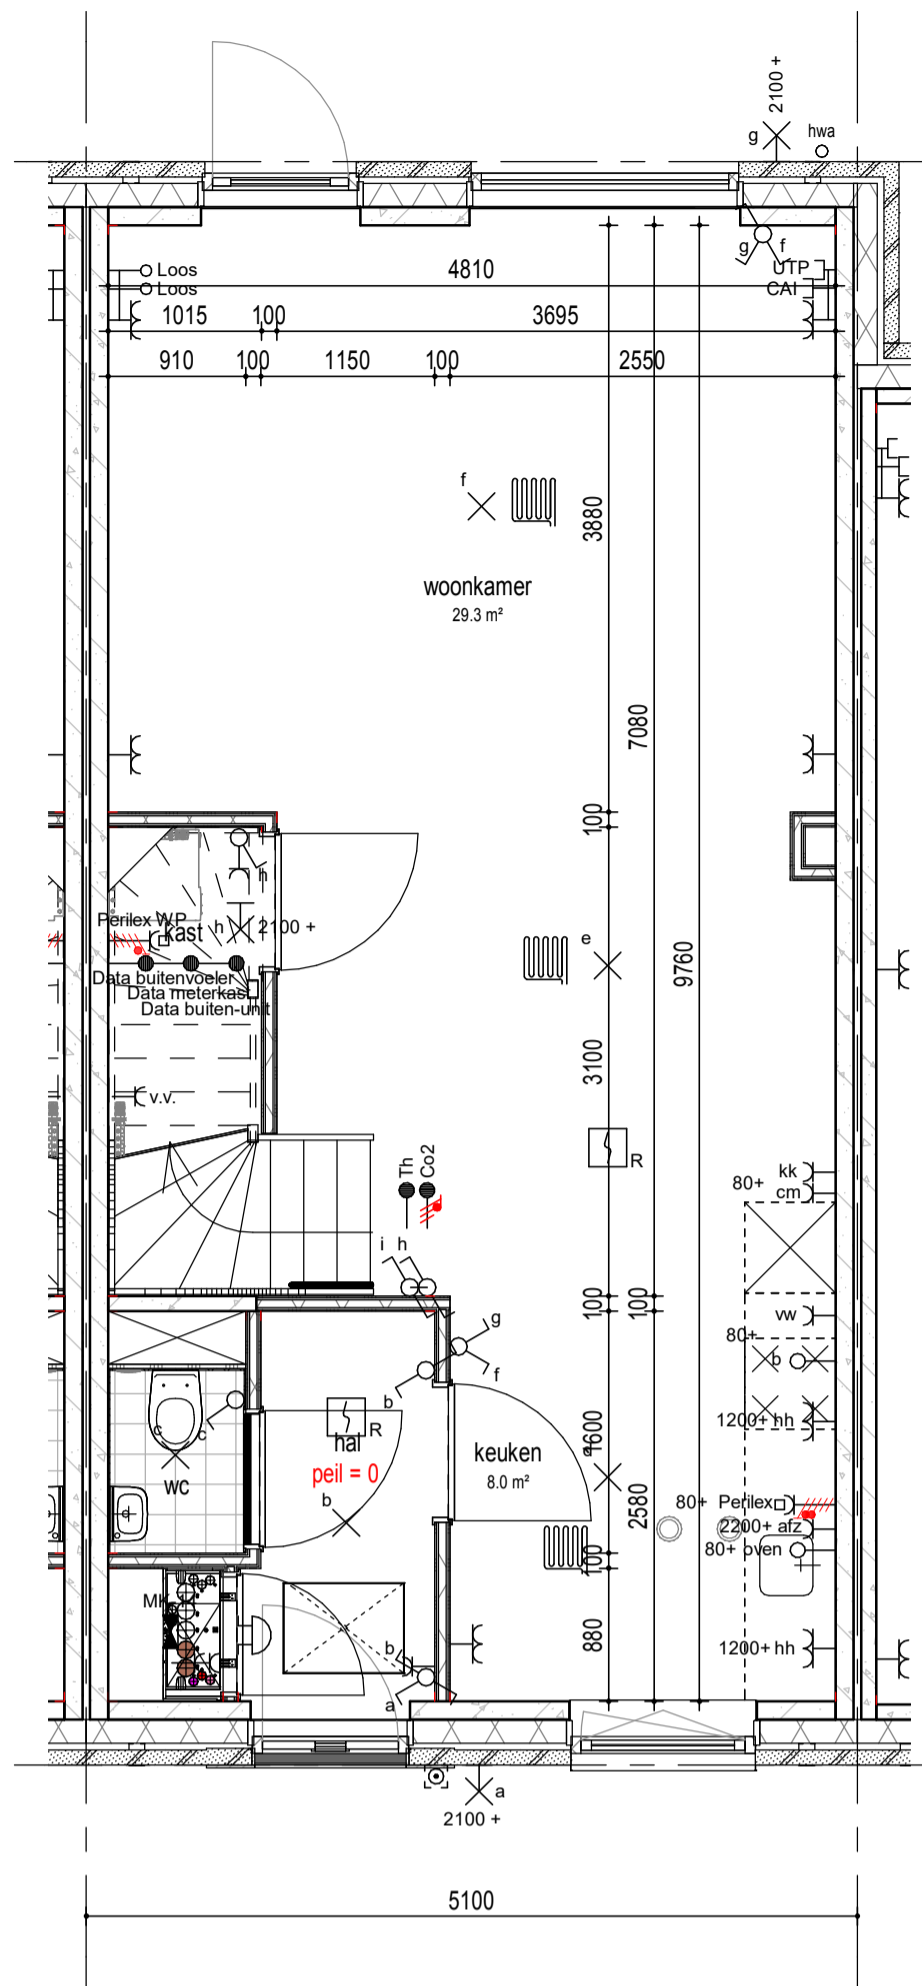 2100 +
g
hwa
g
f
UTP
CAI
Loos
Loos
4810
1015
100
3695
910
100
1150
100
2550
f
3880
woonkamer
29.3 m²
7080
100
h
h
2100 +
Perilex WP
kast
e
9760
Data buitenvoeler
Data meterkast
Data buiten-unit
3100
v.v.
R
Th
Co2
kk
80+
cm
i
h
100
100
vw
g
80+
b
f
b
1200+ hh
c
c
R
hal
1600
keuken
8.0 m²
peil = 0
wc
b
2580
80+
Perilex
2200+ afz
80+ oven
100
MK
880
1200+ hh
b
a
a
2100 +
5100